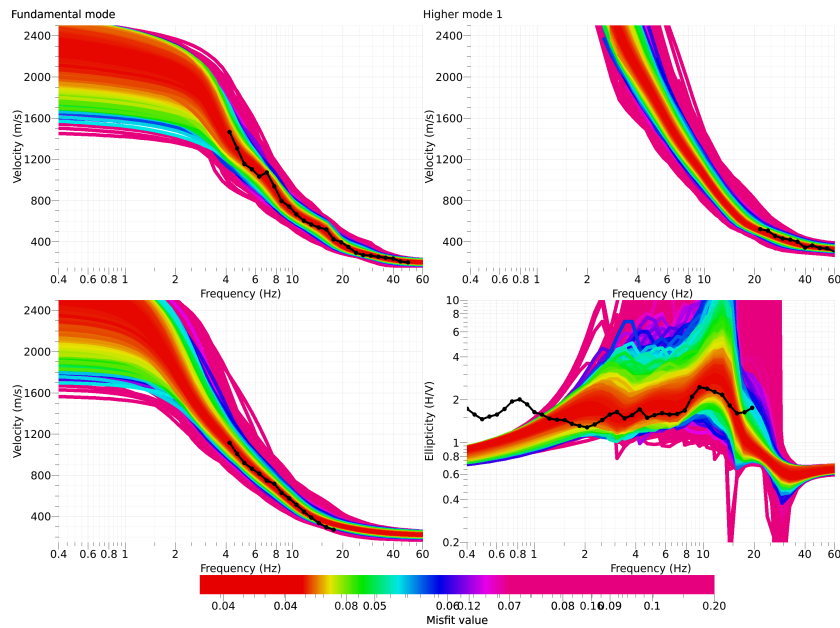 Fundamental mode
Higher mode 1
2400
2000
1600
1200
800
400
Velocity (m/s)
0.4 0.6 0.8 1 2 4 6 8 10 20 40 60
Frequency (Hz)
2400
2000
1600
1200
800
400
Velocity (m/s)
0.4 0.6 0.8 1 2 4 6 8 10 20 40 60
Frequency (Hz)
2400
2000
1600
1200
800
400
Velocity (m/s)
0.4 0.6 0.8 1 2 4 6 8 10 20 40 60
Frequency (Hz)
10
8
6
4
2
1
0.8
0.6
0.4
0.2
Ellipticity (H/V)
0.4 0.6 0.8 1 2 4 6 8 10 20 40 60
Frequency (Hz)
0.04 0.04 0.08 0.05 0.06 0.12 0.07 0.08 0.16 0.09 0.1 0.20
Misfit value